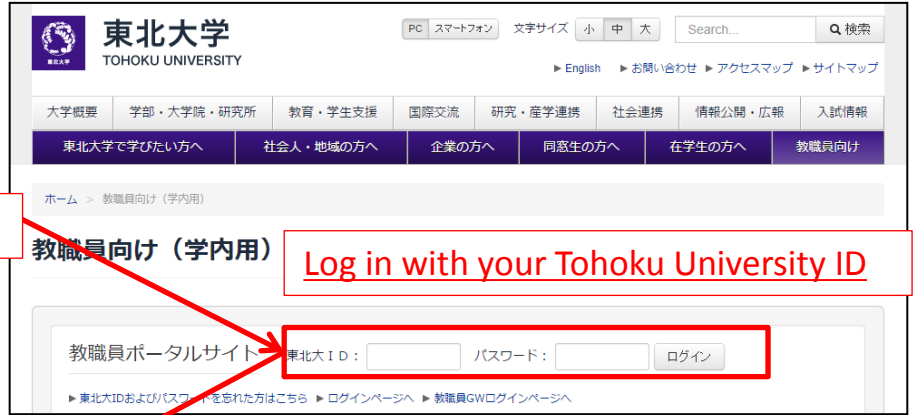 東北大学
TOHOKU UNIVERSITY
東北大学
PC スマートフォン 文字サイズ 小 中 大 Search... 検索
▶ English ▶ お問い合わせ ▶ アクセスマップ ▶ サイトマップ
大学概要 学部・大学院・研究所 教育・学生支援 国際交流 研究・産学連携 社会連携 情報公開・広報 入試情報
東北大学で学びたい方へ 社会人・地域の方へ 企業の方へ 同窓生の方へ 在学生の方へ 教職員向け
ホーム > 教職員向け（学内用）
教職員向け（学内用）
Log in with your Tohoku University ID
教職員ポータルサイト 東北大ID： パスワード： ログイン
▶ 東北大IDおよびパスワードを忘れた方はこちら ▶ ログインページへ ▶ 教職員GWログインページへ